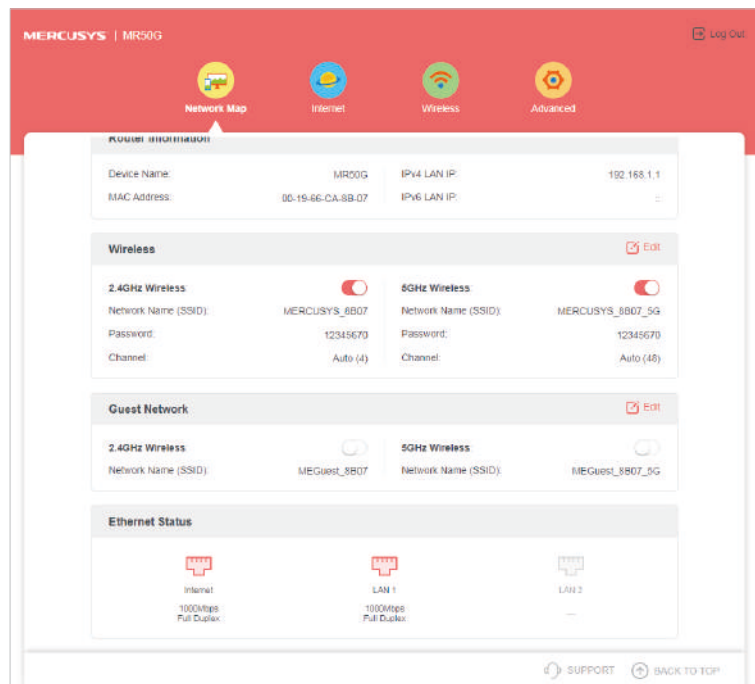 MERCUSYS | MR50G
Log Out
Network Map Internet Wireless Advanced
Router Information
Device Name: MR50G IPv4 LAN IP: 192.168.1.1
MAC Address: 00-19-66-CA-8B-07 IPv6 LAN IP: ::
Wireless Edit
2.4GHz Wireless 5GHz Wireless
Network Name (SSID): MERCUSYS_8B07 Network Name (SSID): MERCUSYS_8B07_5G
Password: 12345670 Password: 12345670
Channel: Auto (4) Channel: Auto (48)
Guest Network Edit
2.4GHz Wireless 5GHz Wireless
Network Name (SSID): MEGuest_8B07 Network Name (SSID): MEGuest_8B07_5G
Ethernet Status
Internet LAN 1 LAN 2
1000Mbps 1000Mbps ---
Full Duplex Full Duplex
SUPPORT BACK TO TOP